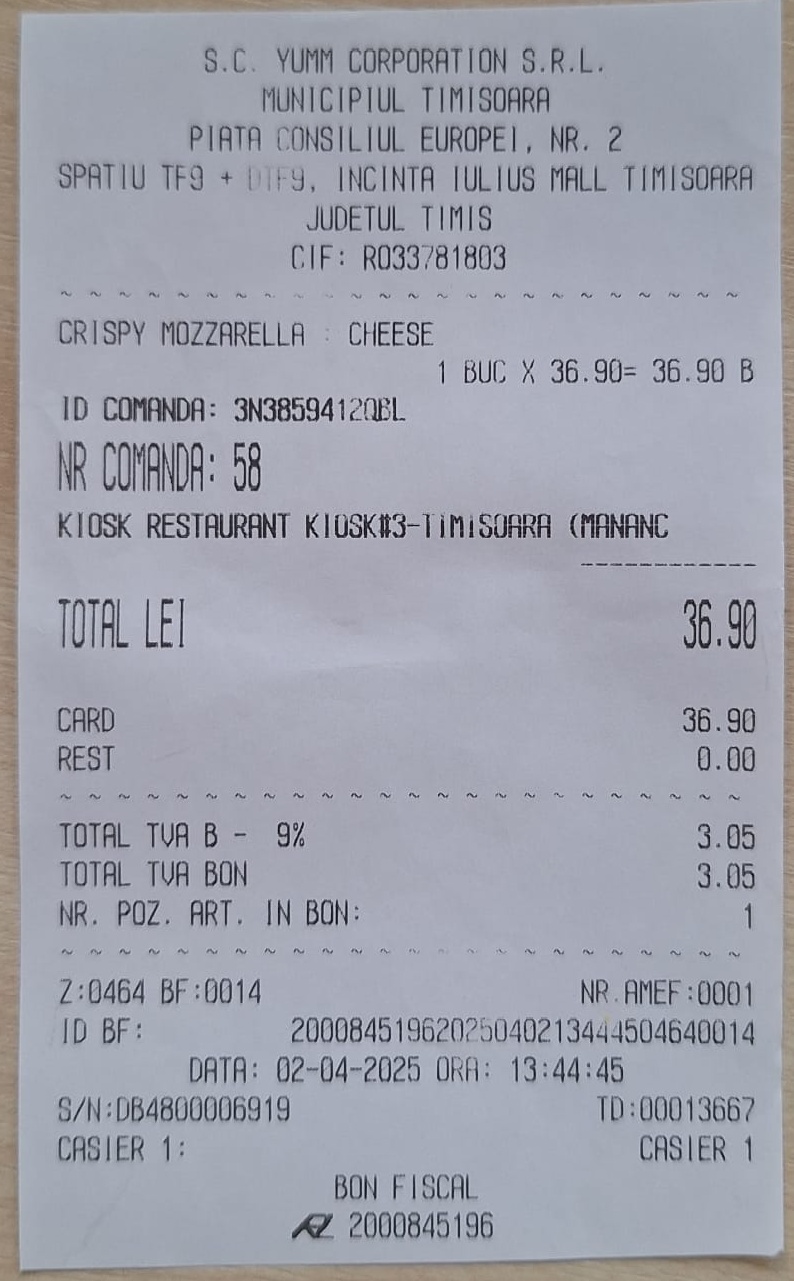 S.C. YUMM CORPORATION S.R.L.
MUNICIPIUL TIMISOARA
PIATA CONSILIUL EUROPEI, NR. 2
SPATIU TF9 + DTF9, INCINTA IULIUS MALL TIMISOARA
JUDETUL TIMIS
CIF: RO33781803
~ ~ ~ ~ ~ ~ ~ ~ ~ ~ ~ ~ ~ ~ ~ ~ ~ ~ ~ ~ ~ ~ ~ ~
CRISPY MOZZARELLA : CHEESE
1 BUC X 36.90= 36.90 B
ID COMANDA: 3N3859412QBL
NR COMANDA: 58
KIOSK RESTAURANT KIOSK#3-TIMISOARA (MANANC
------------
TOTAL LEI 36.90
CARD 36.90
REST 0.00
~ ~ ~ ~ ~ ~ ~ ~ ~ ~ ~ ~ ~ ~ ~ ~ ~ ~ ~ ~ ~ ~ ~ ~
TOTAL TVA B - 9% 3.05
TOTAL TVA BON 3.05
NR. POZ. ART. IN BON: 1
~ ~ ~ ~ ~ ~ ~ ~ ~ ~ ~ ~ ~ ~ ~ ~ ~ ~ ~ ~ ~ ~ ~ ~
Z:0464 BF:0014 NR.AMEF:0001
ID BF: 20008451962025040213444504640014
DATA: 02-04-2025 ORA: 13:44:45
S/N:DB4800006919 TD:00013667
CASIER 1: CASIER 1
BON FISCAL
2000845196